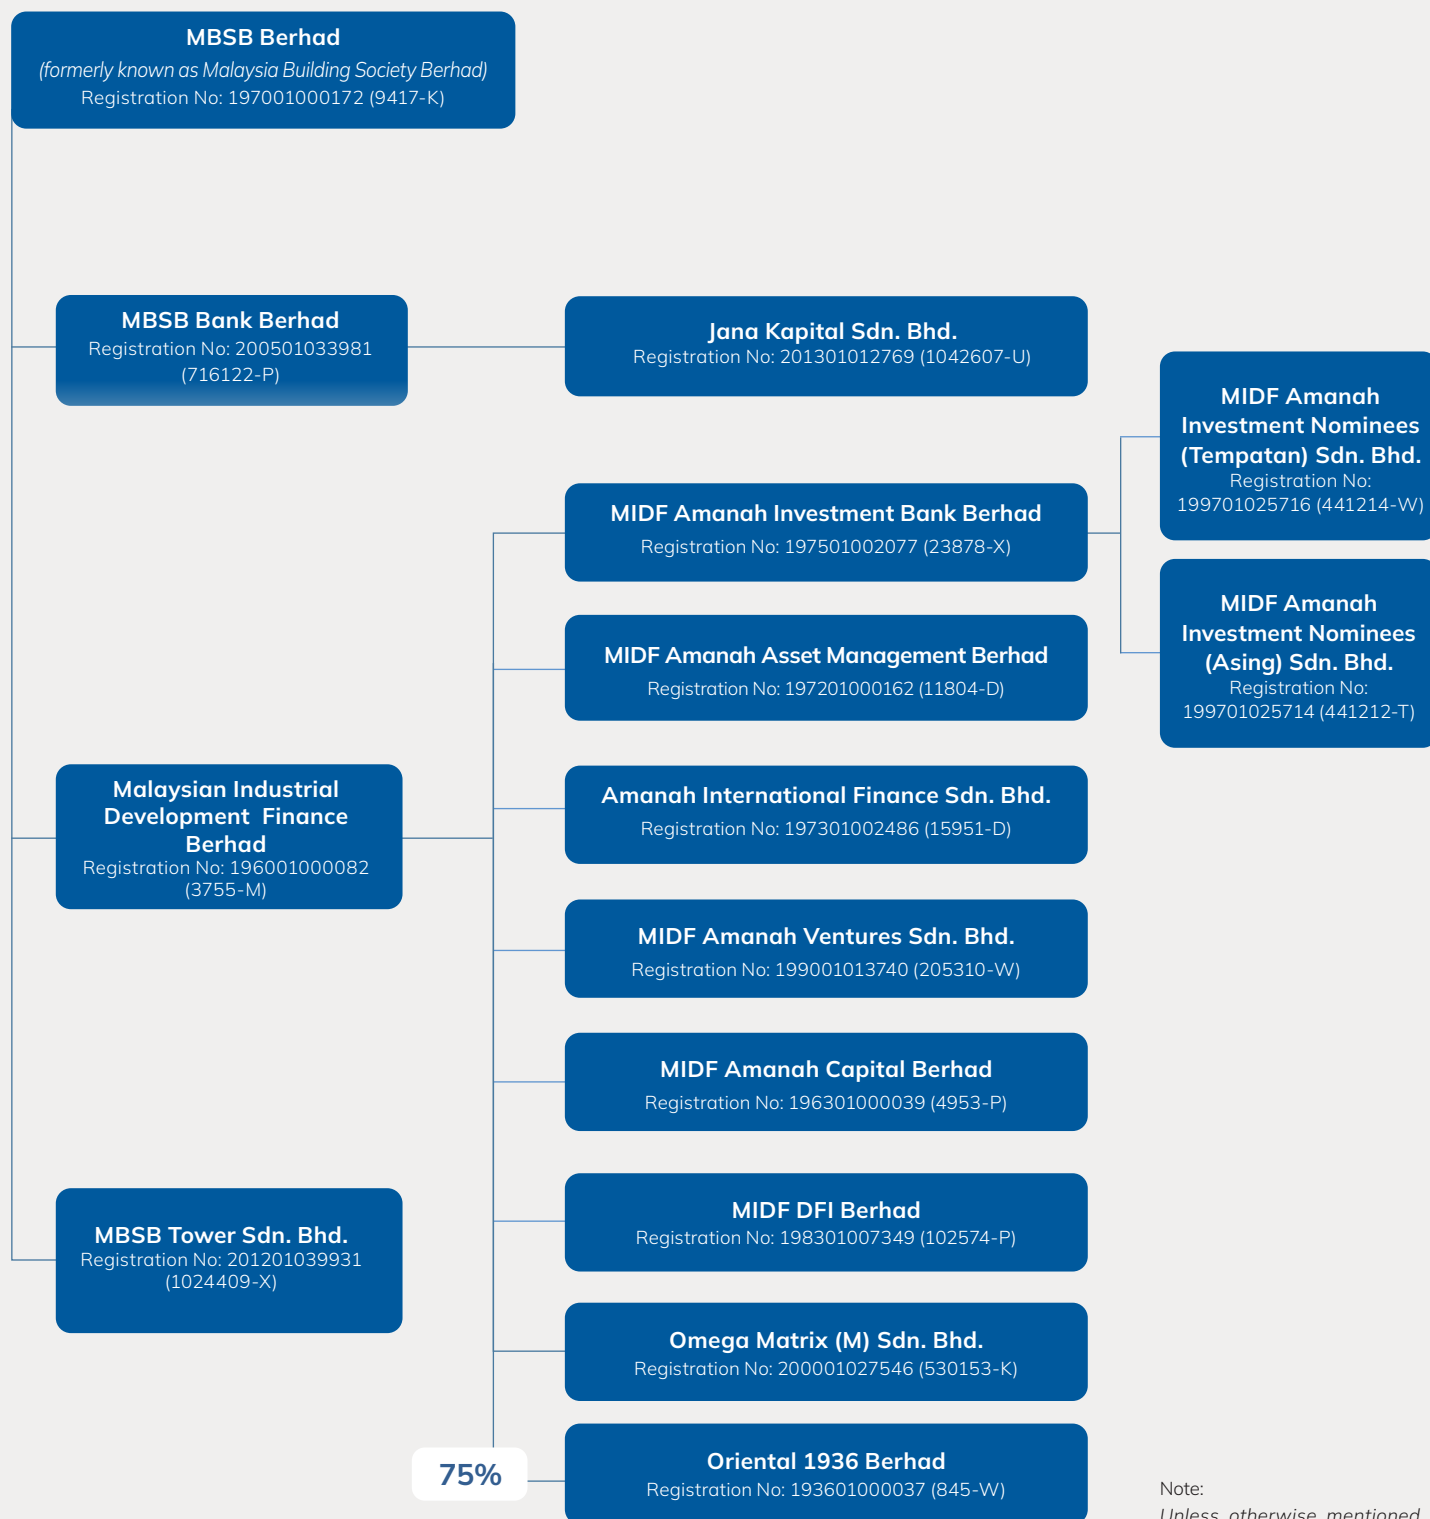 MBSB Berhad
(formerly known as Malaysia Building Society Berhad)
Registration No: 197001000172 (9417-K)
MBSB Bank Berhad
Registration No: 200501033981
(716122-P)
Jana Kapital Sdn. Bhd.
Registration No: 201301012769 (1042607-U)
MIDF Amanah
Investment Nominees
(Tempatan) Sdn. Bhd.
Registration No:
199701025716 (441214-W)
MIDF Amanah Investment Bank Berhad
Registration No: 197501002077 (23878-X)
MIDF Amanah
Investment Nominees
(Asing) Sdn. Bhd.
Registration No:
199701025714 (441212-T)
MIDF Amanah Asset Management Berhad
Registration No: 197201000162 (11804-D)
Malaysian Industrial
Development Finance
Berhad
Registration No: 196001000082
(3755-M)
Amanah International Finance Sdn. Bhd.
Registration No: 197301002486 (15951-D)
MIDF Amanah Ventures Sdn. Bhd.
Registration No: 199001013740 (205310-W)
MIDF Amanah Capital Berhad
Registration No: 196301000039 (4953-P)
MBSB Tower Sdn. Bhd.
Registration No: 201201039931
(1024409-X)
MIDF DFI Berhad
Registration No: 198301007349 (102574-P)
Omega Matrix (M) Sdn. Bhd.
Registration No: 200001027546 (530153-K)
75%
Oriental 1936 Berhad
Registration No: 193601000037 (845-W)
Note:
Unless otherwise mentioned